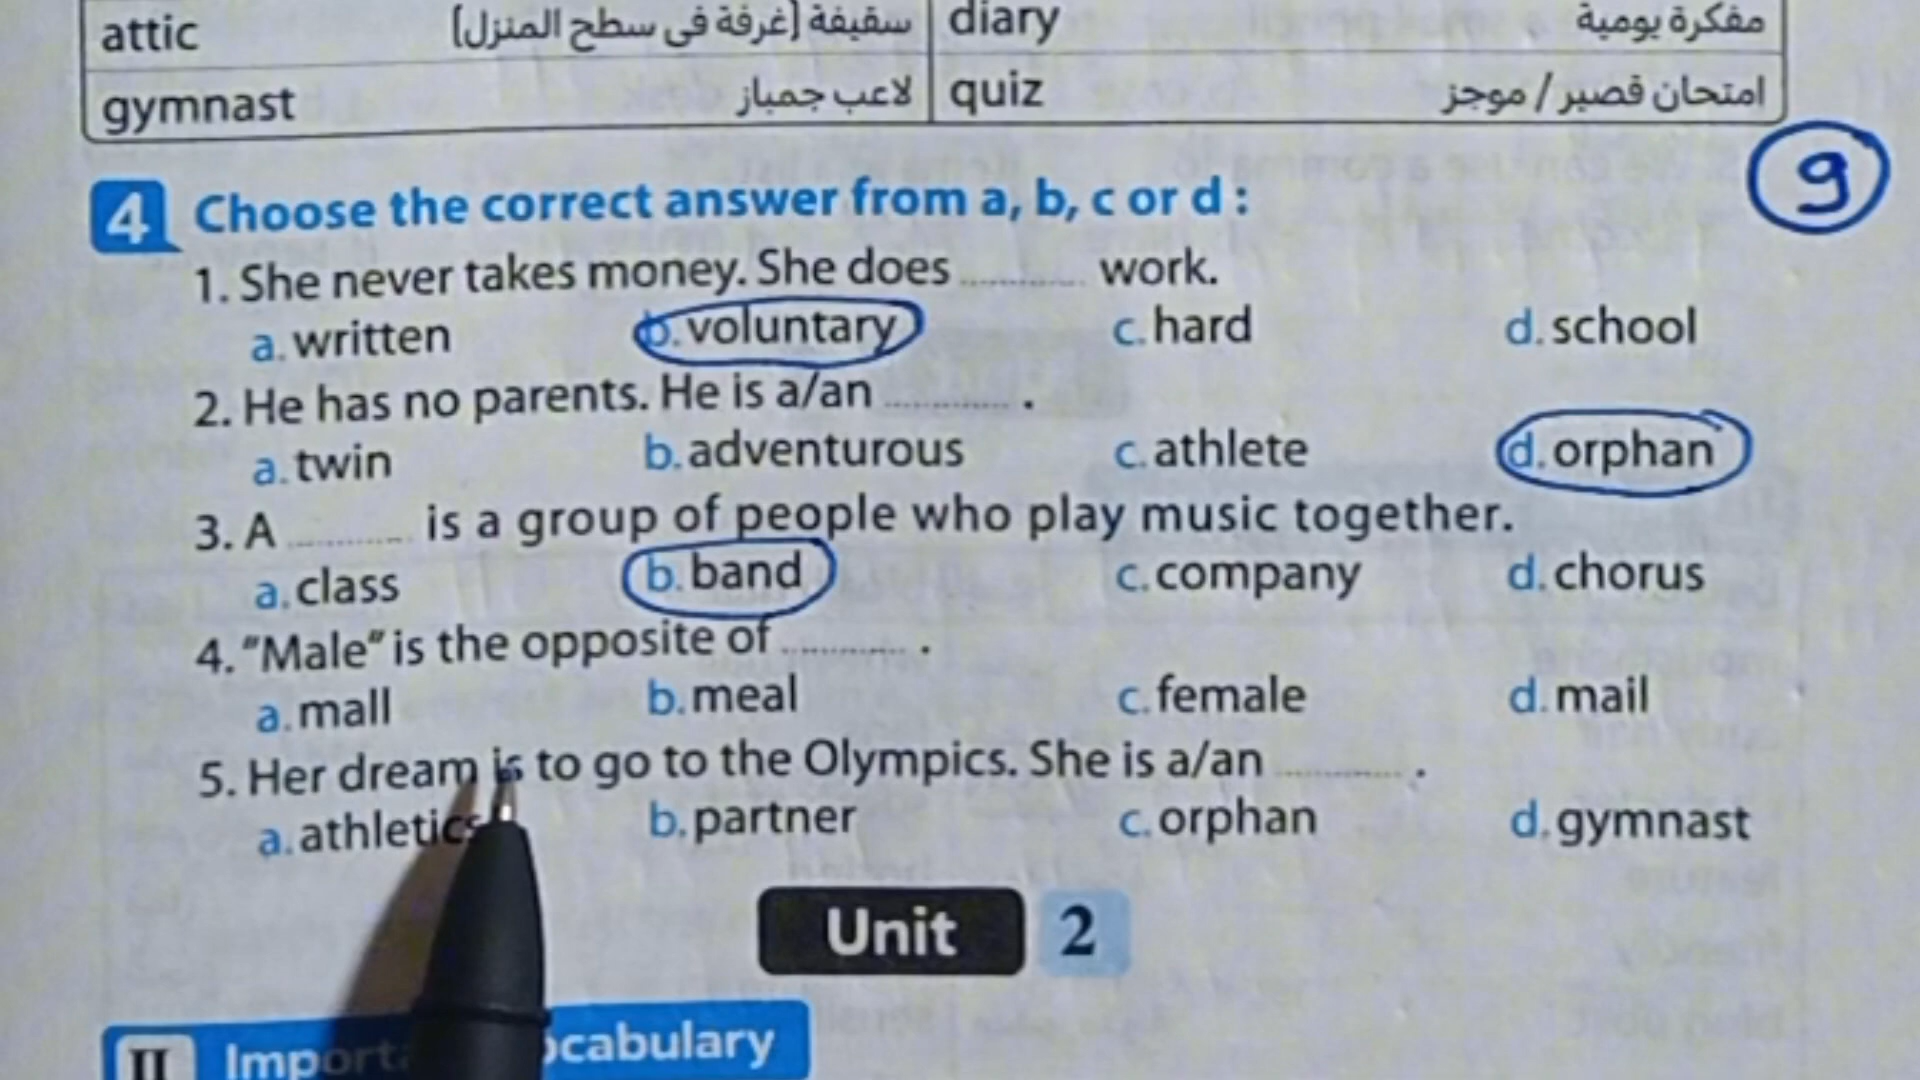 attic سقيفة (غرفة فى سطح المنزل) diary مفكرة يومية
gymnast لاعب جمباز quiz امتحان قصير / موجز
9
4 Choose the correct answer from a, b, c or d :
1. She never takes money. She does .......... work.
a. written b. voluntary c. hard d. school
2. He has no parents. He is a/an .......... .
a. twin b. adventurous c. athlete d. orphan
3. A .......... is a group of people who play music together.
a. class b. band c. company d. chorus
4. "Male" is the opposite of .......... .
a. mall b. meal c. female d. mail
5. Her dream is to go to the Olympics. She is a/an .......... .
a. athletics b. partner c. orphan d. gymnast
Unit 2
II